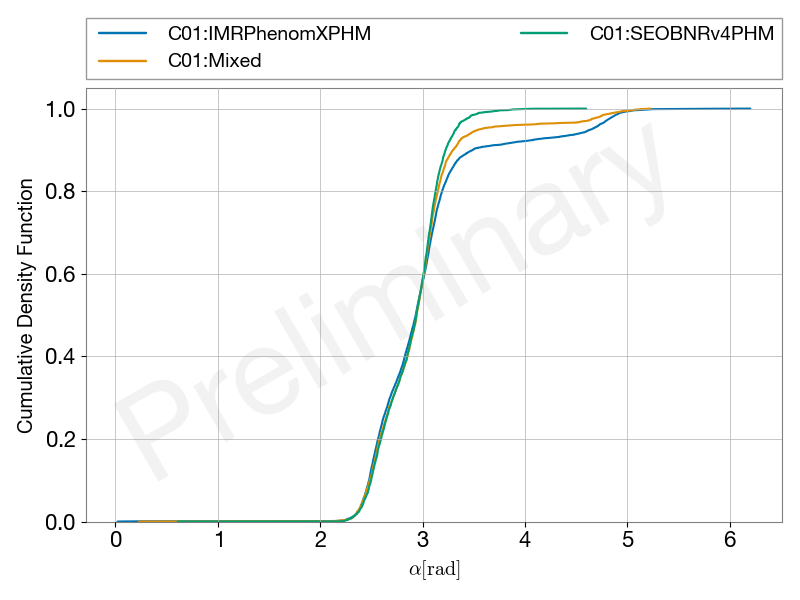 C01:IMRPhenomXPHM
C01:SEOBNRv4PHM
C01:Mixed
Cumulative Density Function
1.0
0.8
0.6
0.4
0.2
0.0
Preliminary
0 1 2 3 4 5 6
α[rad]